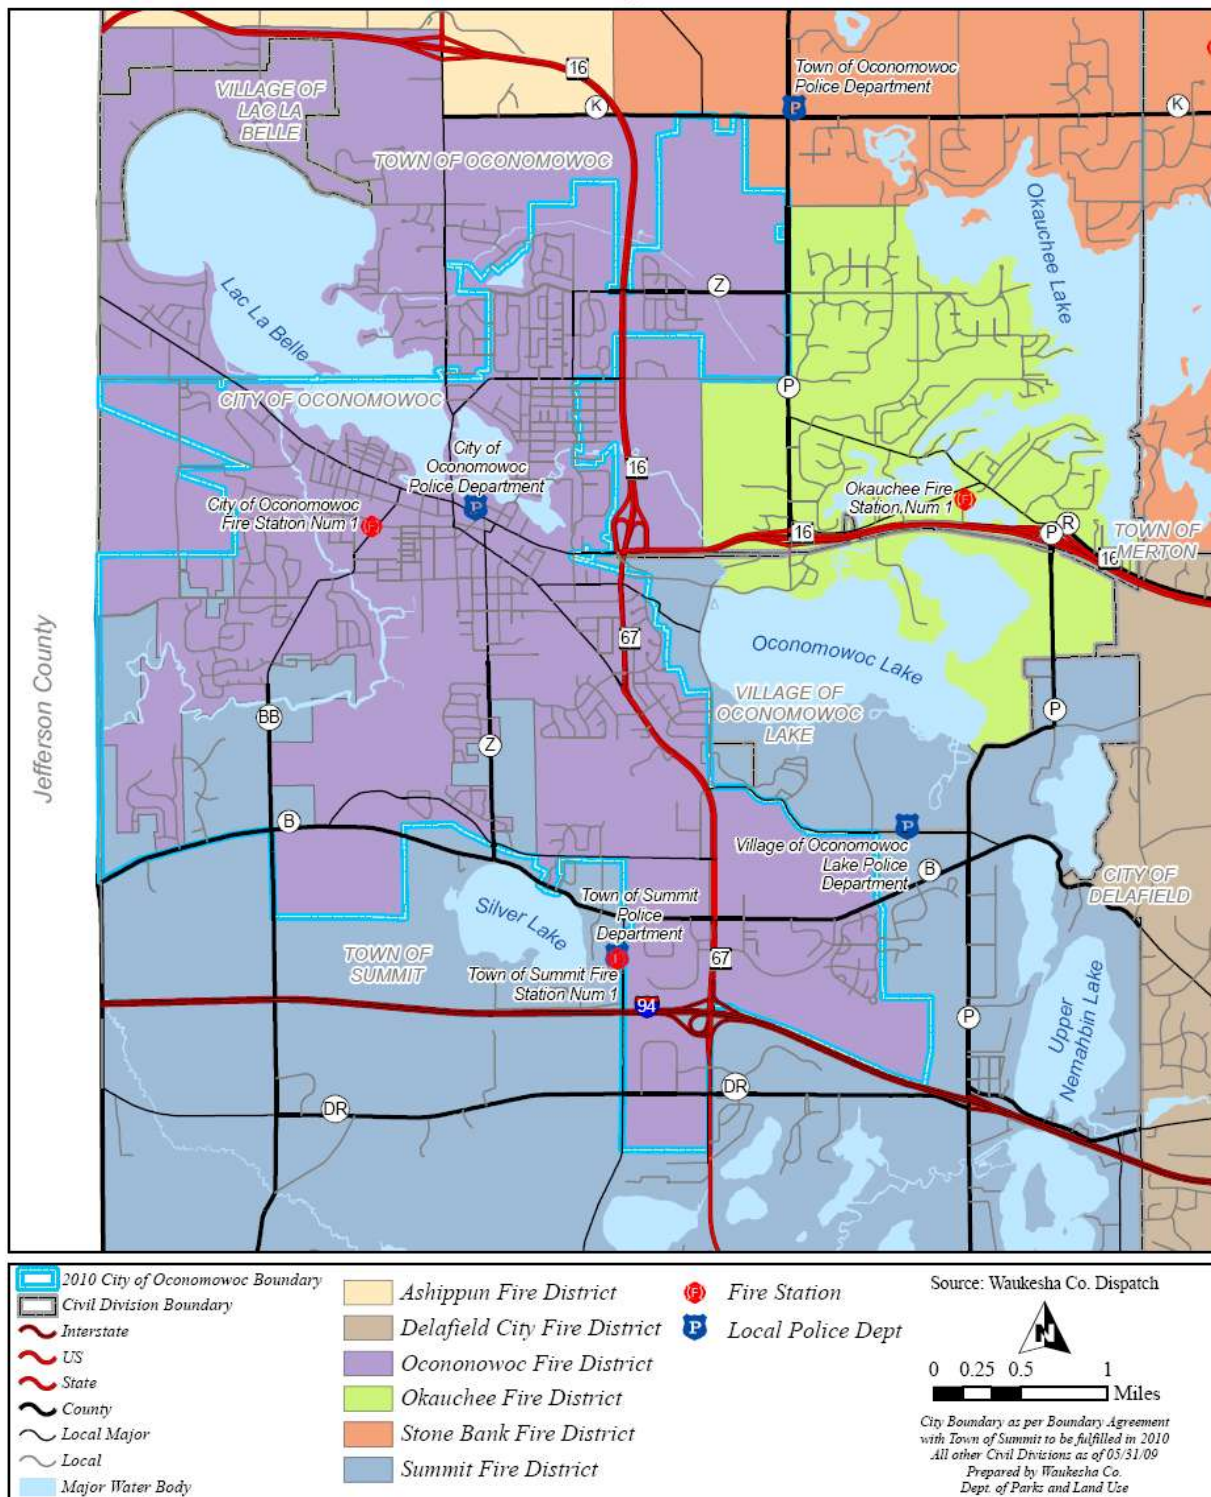 16
Town of Oconomowoc
Police Department
K
K
VILLAGE OF
LAC LA
BELLE
TOWN OF OCONOMOWOC
Okauchee Lake
Lac La Belle
Z
P
CITY OF OCONOMOWOC
City of
Oconomowoc
Police Department
16
City of Oconomowoc
Fire Station Num 1
Okauchee Fire
Station Num 1
16
P
R
16
TOWN OF
MERTON
Jefferson County
67
Oconomowoc Lake
VILLAGE OF
OCONOMOWOC
LAKE
BB
P
Z
B
Village of Oconomowoc
Lake Police
Department
B
CITY OF
DELAFIELD
Silver Lake
Town of Summit
Police
Department
TOWN OF
SUMMIT
Town of Summit Fire
Station Num 1
67
94
P
Upper
Nemahbin Lake
DR
DR
2010 City of Oconomowoc Boundary
Civil Division Boundary
Interstate
US
State
County
Local Major
Local
Major Water Body
Ashippun Fire District
Delafield City Fire District
Ocononowoc Fire District
Okauchee Fire District
Stone Bank Fire District
Summit Fire District
F Fire Station
P Local Police Dept
Source: Waukesha Co. Dispatch
N
0 0.25 0.5 1
Miles
City Boundary as per Boundary Agreement
with Town of Summit to be fulfilled in 2010
All other Civil Divisions as of 05/31/09
Prepared by Waukesha Co.
Dept. of Parks and Land Use